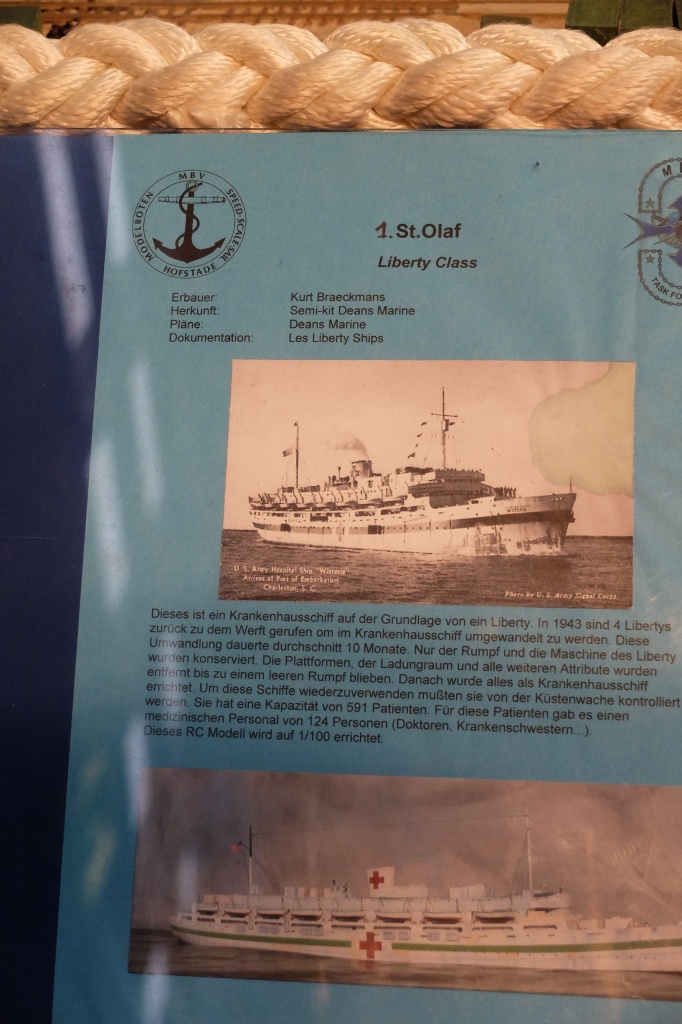 MBV
MODELBOTEN
SPEED-SCALE-SAIL
HOFSTADE
1.St.Olaf
Liberty Class
TASK FO
Erbauer: Kurt Braeckmans
Herkunft: Semi-kit Deans Marine
Pläne: Deans Marine
Dokumentation: Les Liberty Ships
U. S. Army Hospital Ship "Wisteria"
Arrives at Port of Embarkation
Charleston, S. C.
Photo by U. S. Army Signal Corps
Dieses ist ein Krankenhausschiff auf der Grundlage von ein Liberty. In 1943 sind 4 Libertys
zurück zu dem Werft gerufen om im Krankenhausschiff umgewandelt zu werden. Diese
Umwandlung dauerte durchschnitt 10 Monate. Nur der Rumpf und die Maschine des Liberty
wurden konserviert. Die Plattformen, der Ladungraum und alle weiteren Attribute wurden
entfernt bis zu einem leeren Rumpf blieben. Danach wurde alles als Krankenhausschiff
errichtet. Um diese Schiffe wiederzuverwenden mußten sie von der Küstenwache kontrolliert
werden. Sie hat eine Kapazität von 591 Patienten. Für diese Patienten gab es einen
medizinischen Personal von 124 Personen (Doktoren, Krankenschwestern...).
Dieses RC Modell wird auf 1/100 errichtet.